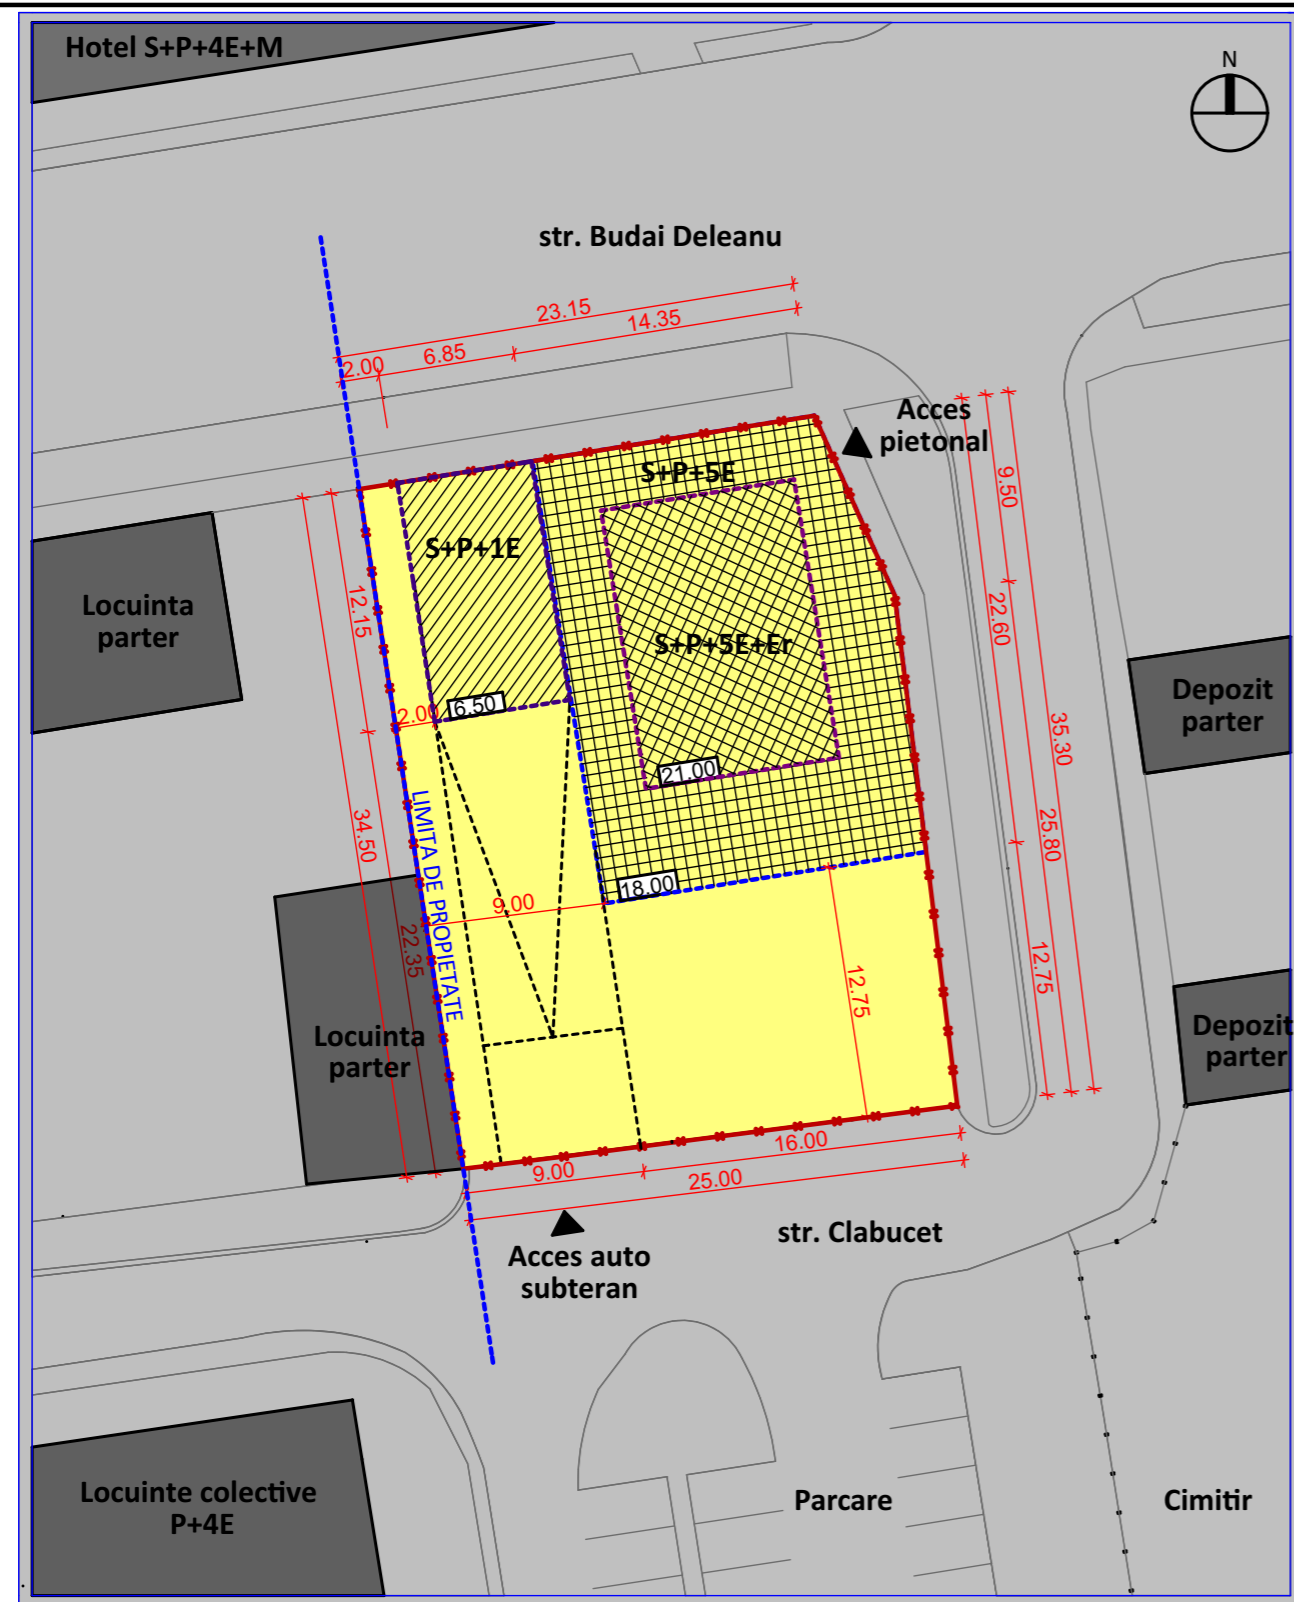 Hotel S+P+4E+M
N
str. Budai Deleanu
23.15
14.35
6.85
2.00
Acces
pietonal
S+P+5E
S+P+1E
S+P+5E+Er
9.50
22.60
35.30
25.80
12.75
12.15
34.50
22.35
Locuinta
parter
2.00
6.50
21.00
18.00
9.00
12.75
LIMITA DE PROPIETATE
Depozit
parter
Locuinta
parter
Depozit
parter
9.00
16.00
25.00
Acces auto
subteran
str. Clabucet
Locuinte colective
P+4E
Parcare
Cimitir